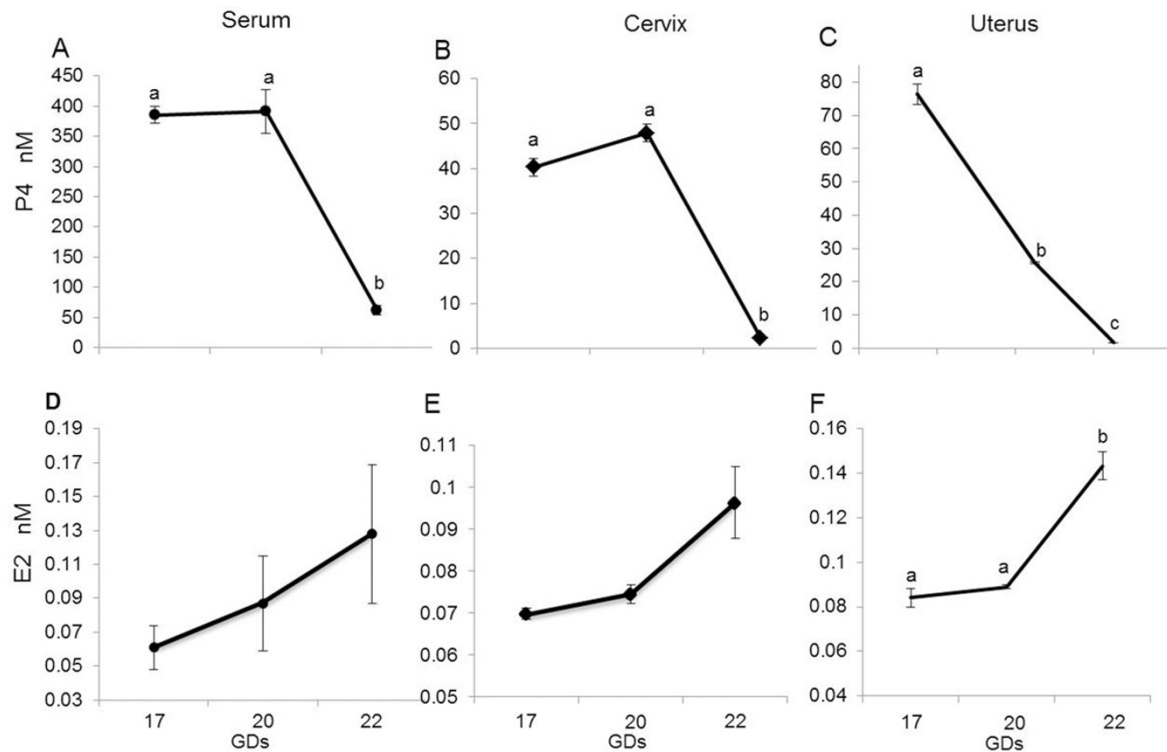 Serum
Cervix
Uterus
A
B
C
P4 nM
450
400
350
300
250
200
150
100
50
0
a
a
b
60
50
40
30
20
10
0
a
a
b
80
70
60
50
40
30
20
10
0
a
b
c
D
E
F
E2 nM
0.19
0.17
0.15
0.13
0.11
0.09
0.07
0.05
0.03
17 20 22
GDs
0.11
0.1
0.09
0.08
0.07
0.06
0.05
17 20 22
GDs
0.16
0.14
0.12
0.10
0.08
0.06
0.04
a
a
b
17 20 22
GDs